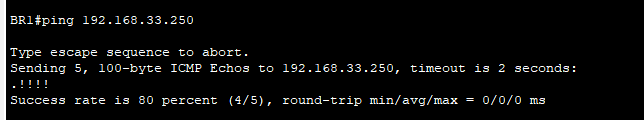 BR1#ping 192.168.33.250
Type escape sequence to abort.
Sending 5, 100-byte ICMP Echos to 192.168.33.250, timeout is 2 seconds:
.!!!!
Success rate is 80 percent (4/5), round-trip min/avg/max = 0/0/0 ms